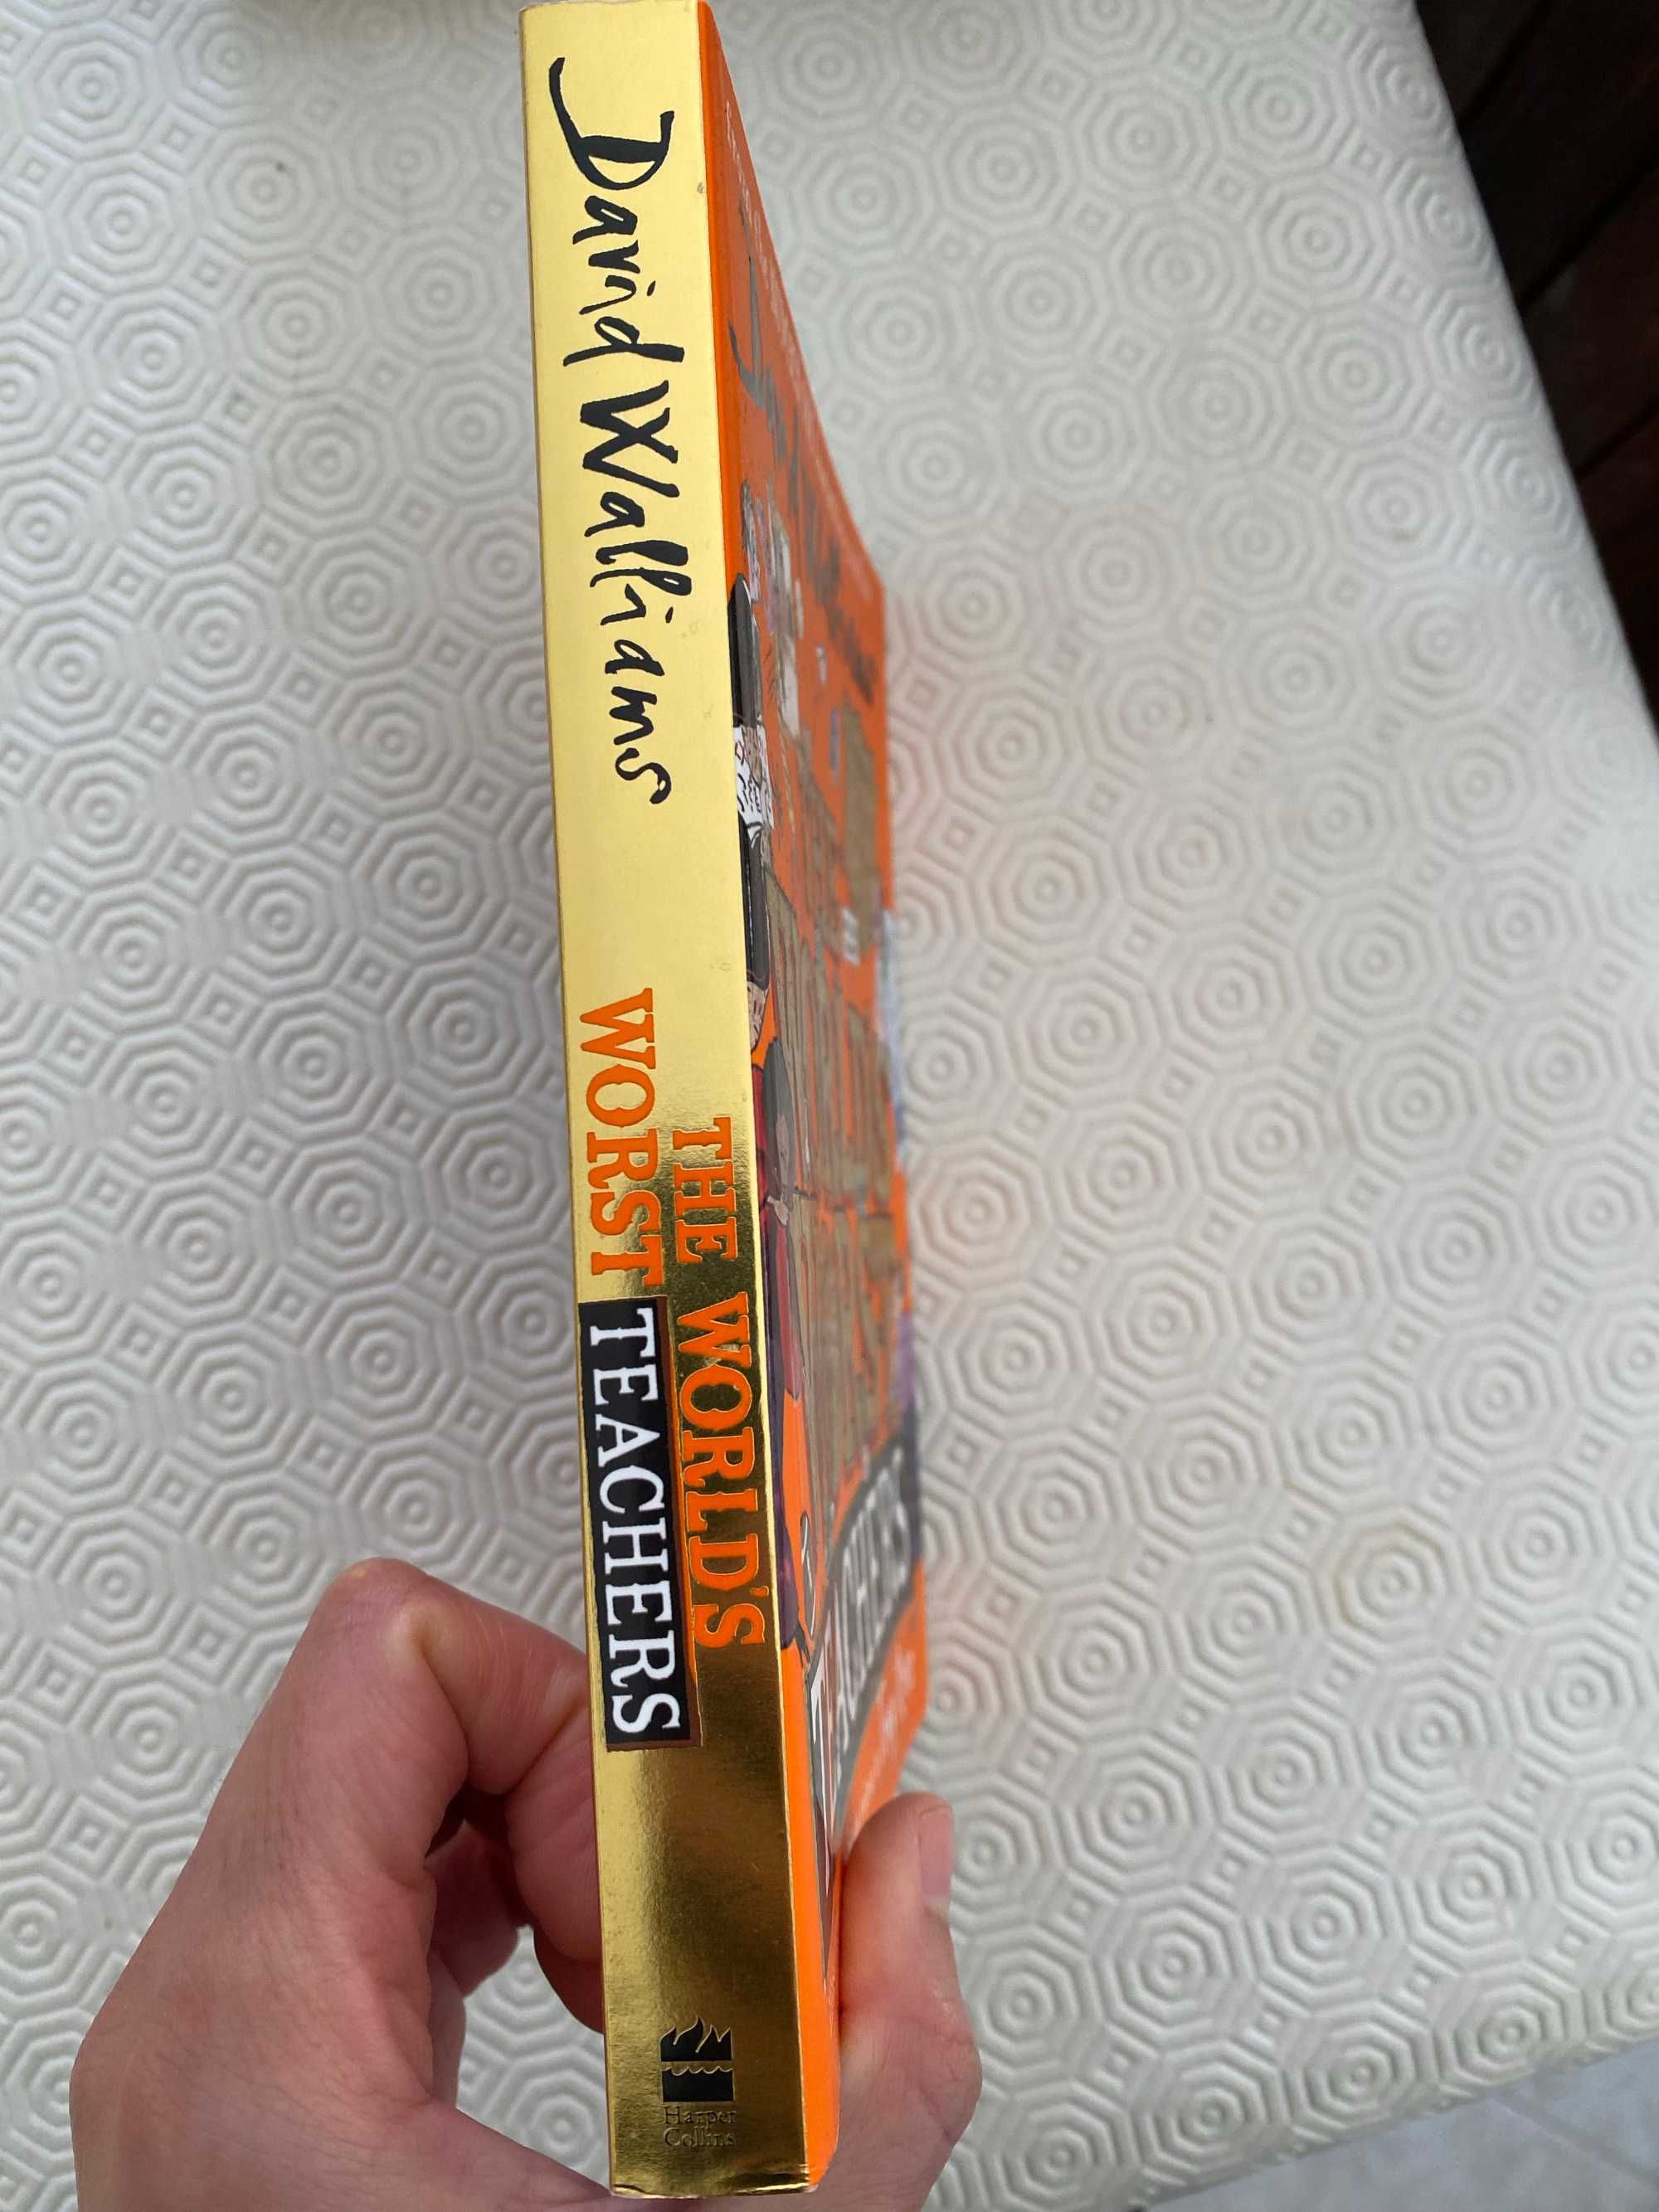 David Walliams
THE WORLD'S
WORST TEACHERS
Harper
Collins